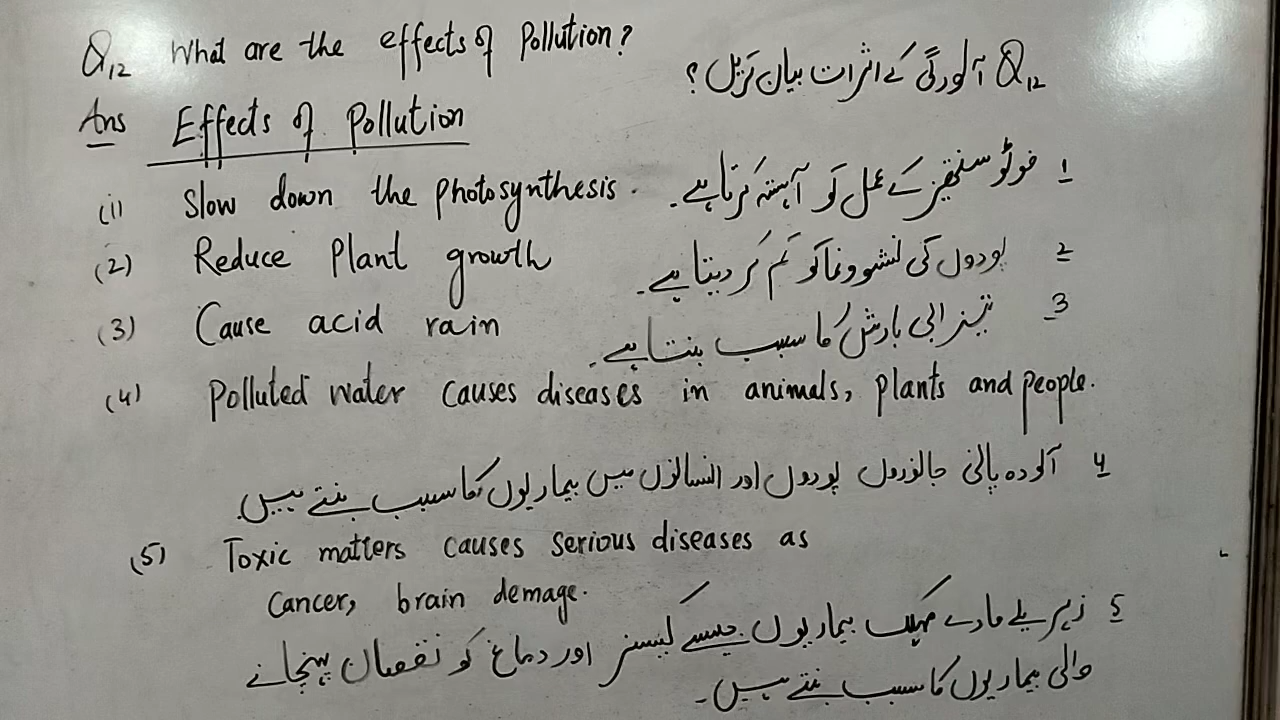 Q12 What are the effects of Pollution?
Q12 آلودگی کے اثرات بیان کریں؟
Ans Effects of Pollution
(1) Slow down the photosynthesis.
1 فوٹو سنتھیسز کے عمل کو آہستہ کرتا ہے۔
(2) Reduce Plant growth
2 پودوں کی نشوونما کو کم کر دیتا ہے۔
(3) Cause acid rain
3 تیزابی بارش کا سبب بنتا ہے۔
(4) Polluted water causes diseases in animals, plants and people.
4 آلودہ پانی جانوروں پودوں اور انسانوں میں بیماریوں کا سبب بنتے ہیں۔
(5) Toxic matters causes serious diseases as
cancer, brain demage.
5 زہریلے مادے مہلک بیماریوں جیسے کینسر اور دماغ کو نقصان پہنچانے
والی بیماریوں کا سبب بنتے ہیں۔